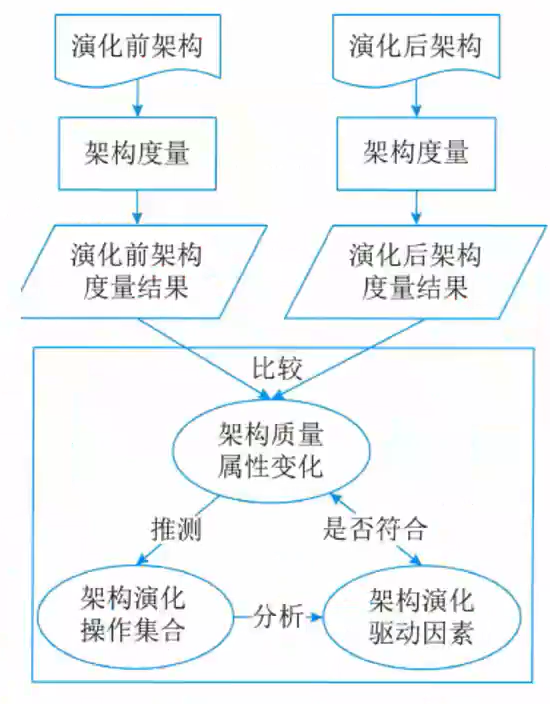 演化前架构
演化后架构
架构度量
架构度量
演化前架构
度量结果
演化后架构
度量结果
比较
架构质量
属性变化
推测
是否符合
架构演化
操作集合
分析
架构演化
驱动因素